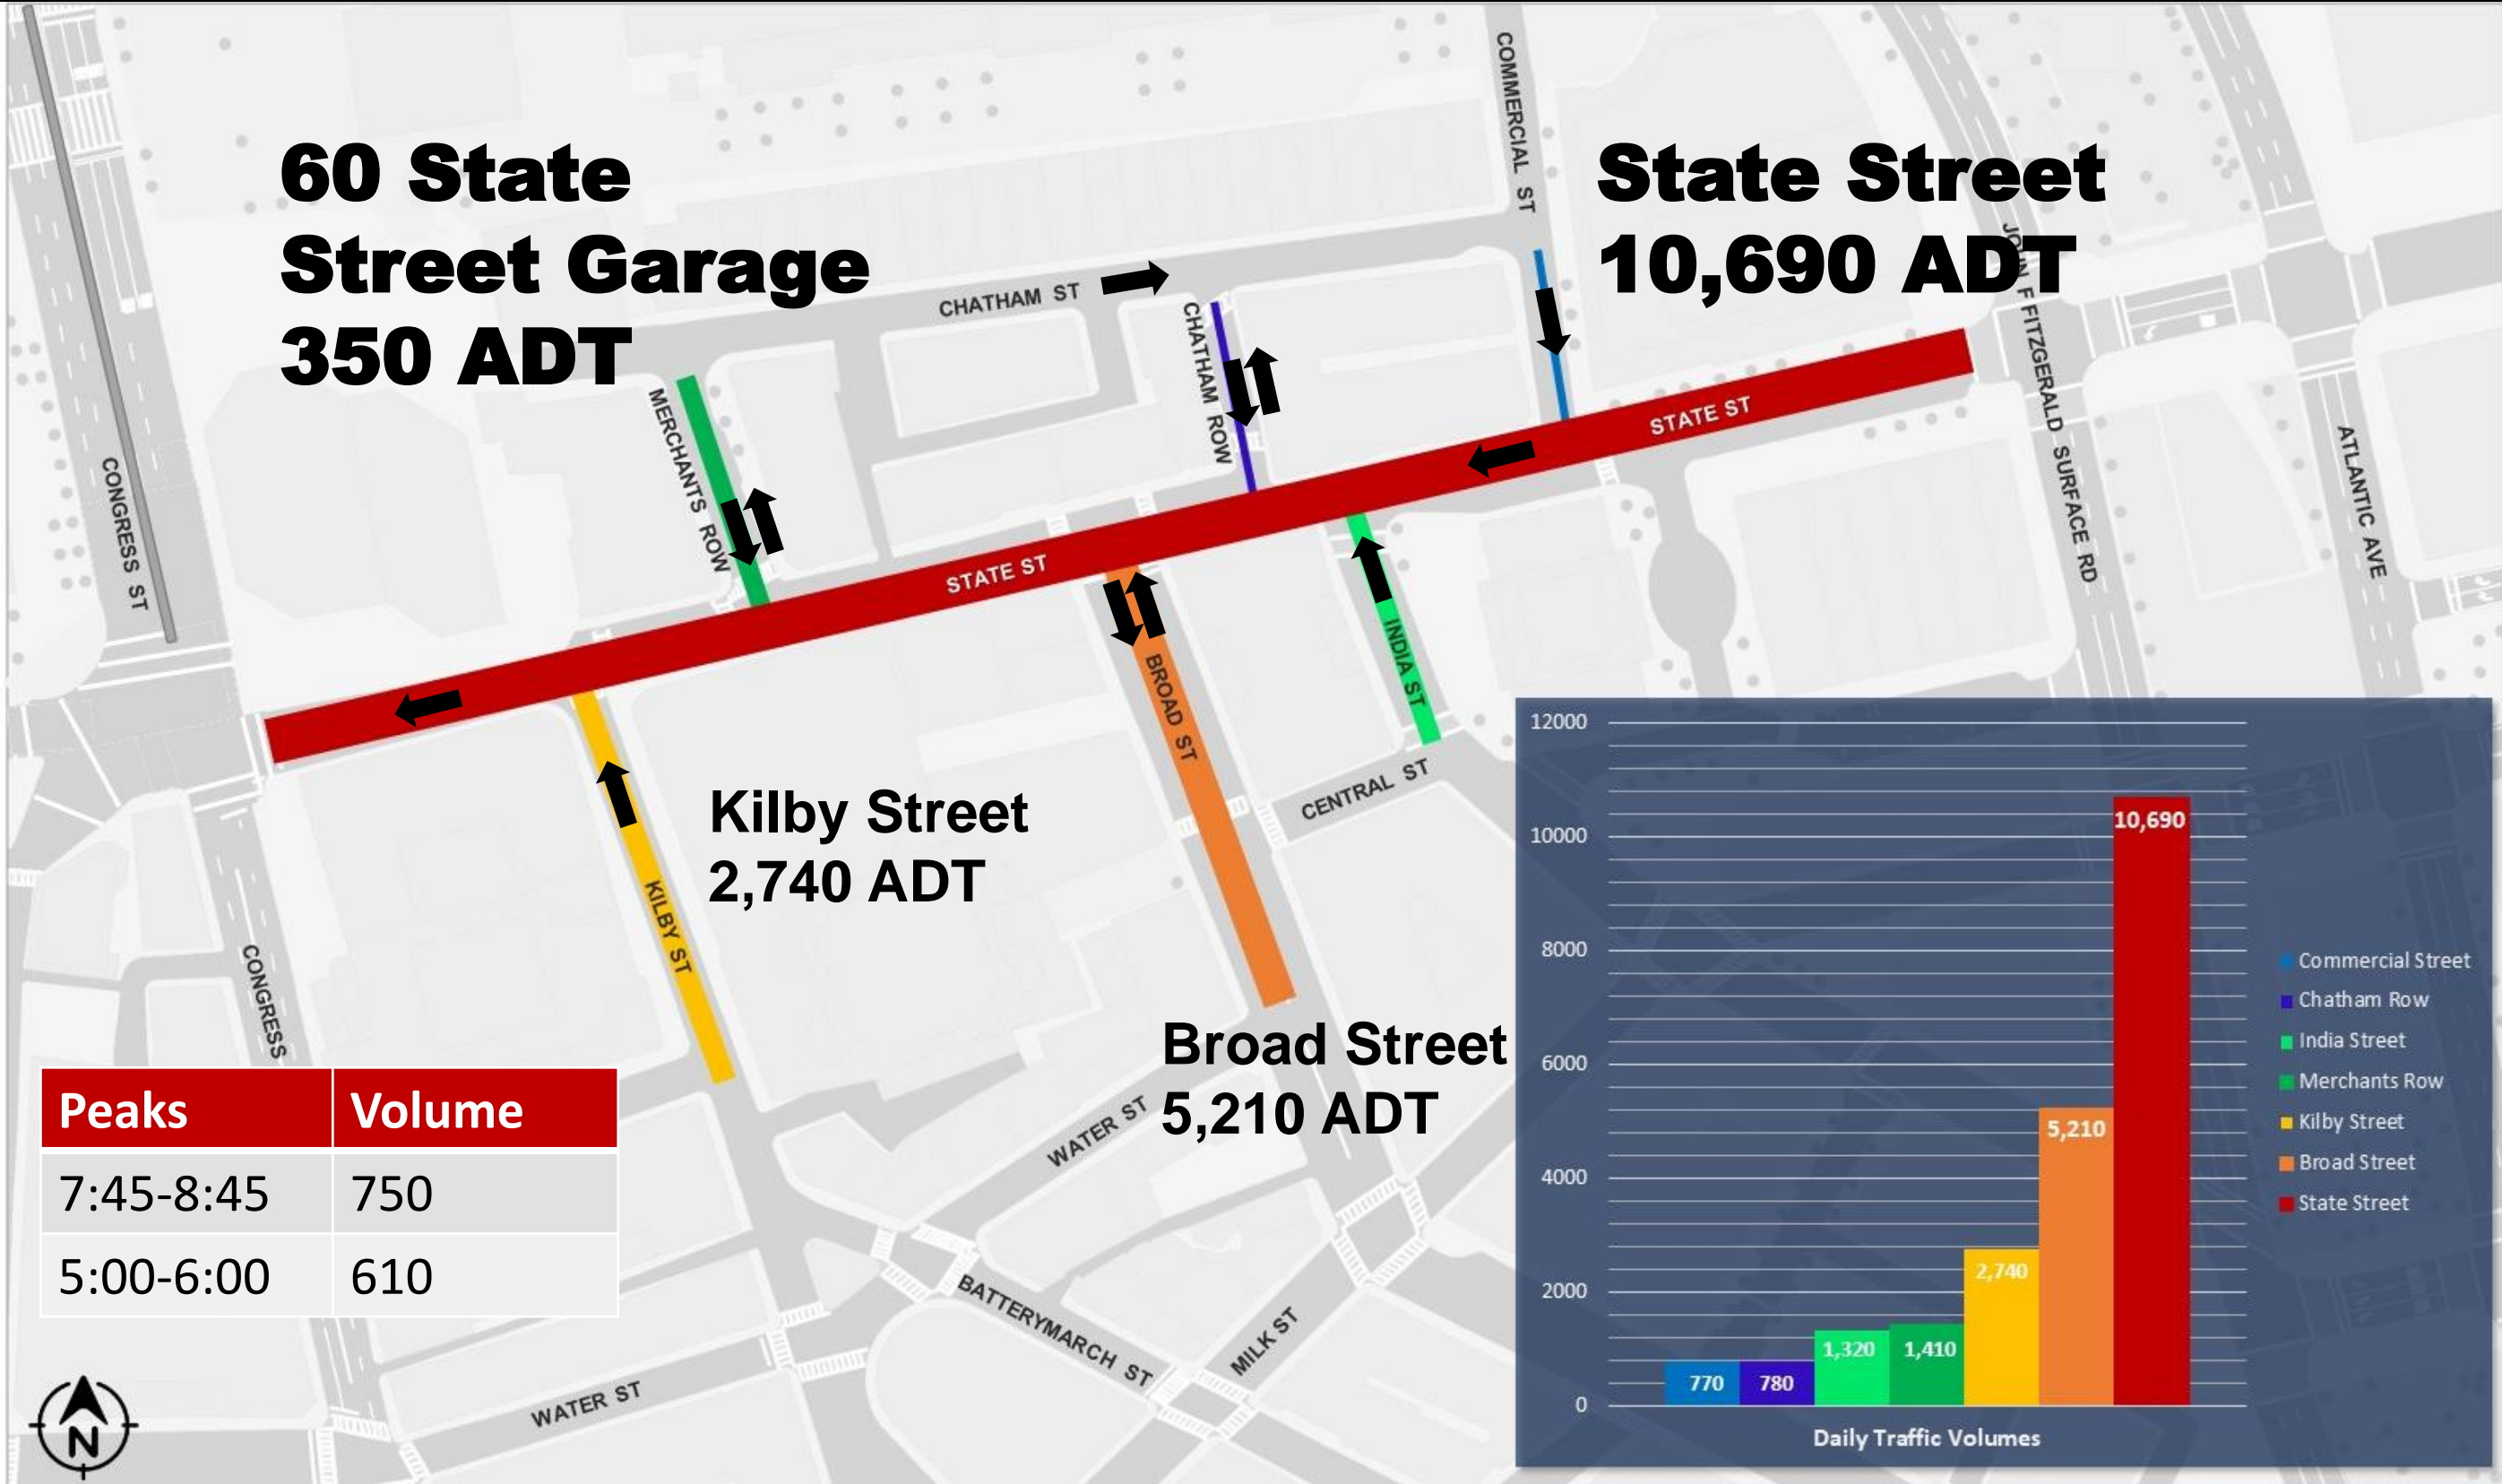 60 State
Street Garage
350 ADT
State Street
10,690 ADT
COMMERCIAL ST
CHATHAM ST
CHATHAM ROW
MERCHANTS ROW
CONGRESS ST
JOHN F FITZGERALD SURFACE RD
ATLANTIC AVE
STATE ST
STATE ST
BROAD ST
INDIA ST
CENTRAL ST
KILBY ST
CONGRESS
Kilby Street
2,740 ADT
Broad Street
5,210 ADT
WATER ST
BATTERYMARCH ST
MILK ST
WATER ST
N
Peaks Volume
7:45-8:45 750
5:00-6:00 610
12000
10000
8000
6000
4000
2000
0
770
780
1,320
1,410
2,740
5,210
10,690
Daily Traffic Volumes
Commercial Street
Chatham Row
India Street
Merchants Row
Kilby Street
Broad Street
State Street